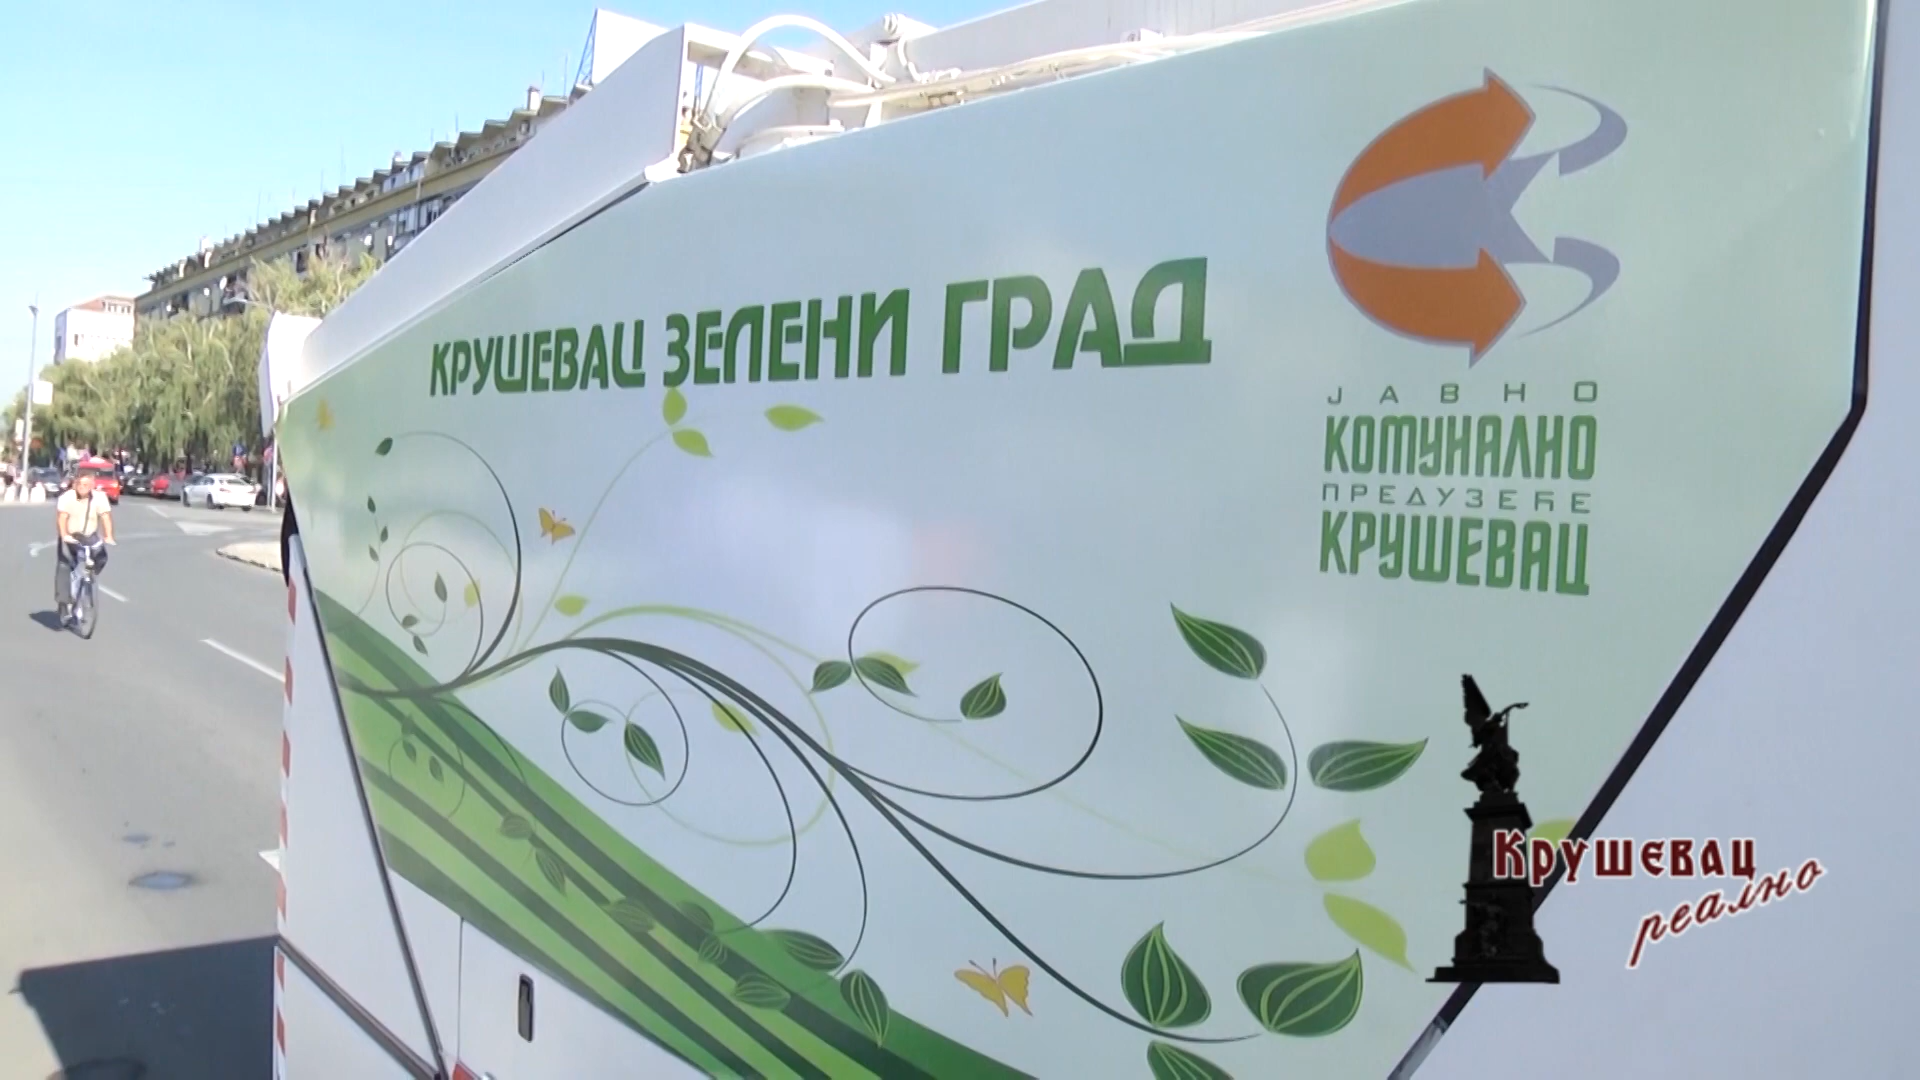 КРУШЕВАЦ ЗЕЛЕНИ ГРАД
ЈАВНО
КОМУНАЛНО
ПРЕДУЗЕЋЕ
КРУШЕВАЦ
Крушевац
реално